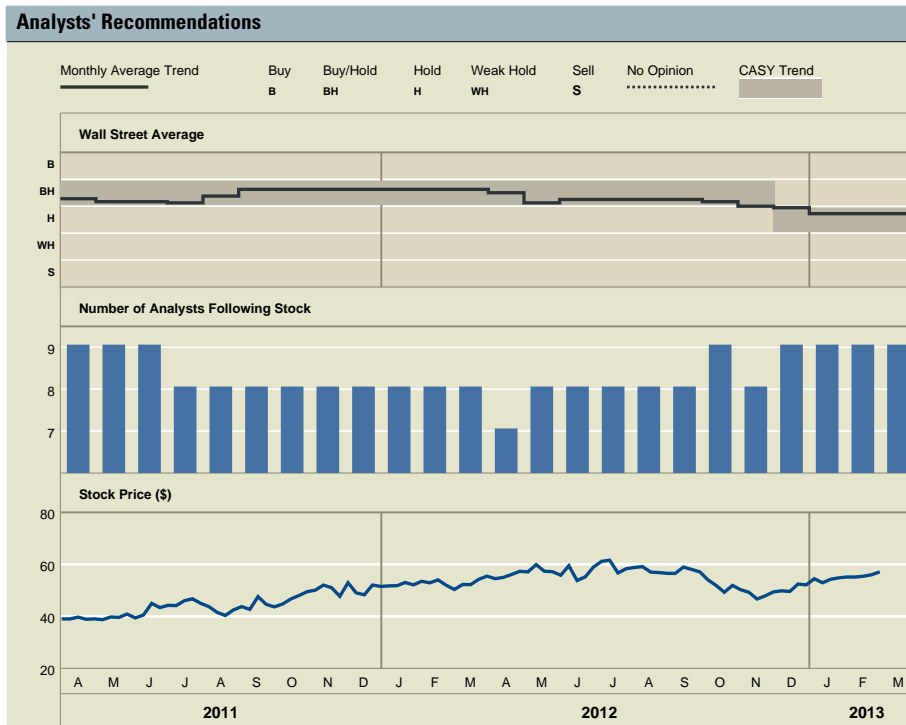 Analysts' Recommendations
Monthly Average Trend Buy Buy/Hold Hold Weak Hold Sell No Opinion CASY Trend
B BH H WH S
Wall Street Average
B
BH
H
WH
S
Number of Analysts Following Stock
9
8
7
Stock Price ($)
80
60
40
20
A M J J A S O N D J F M A M J J A S O N D J F M
2011 2012 2013